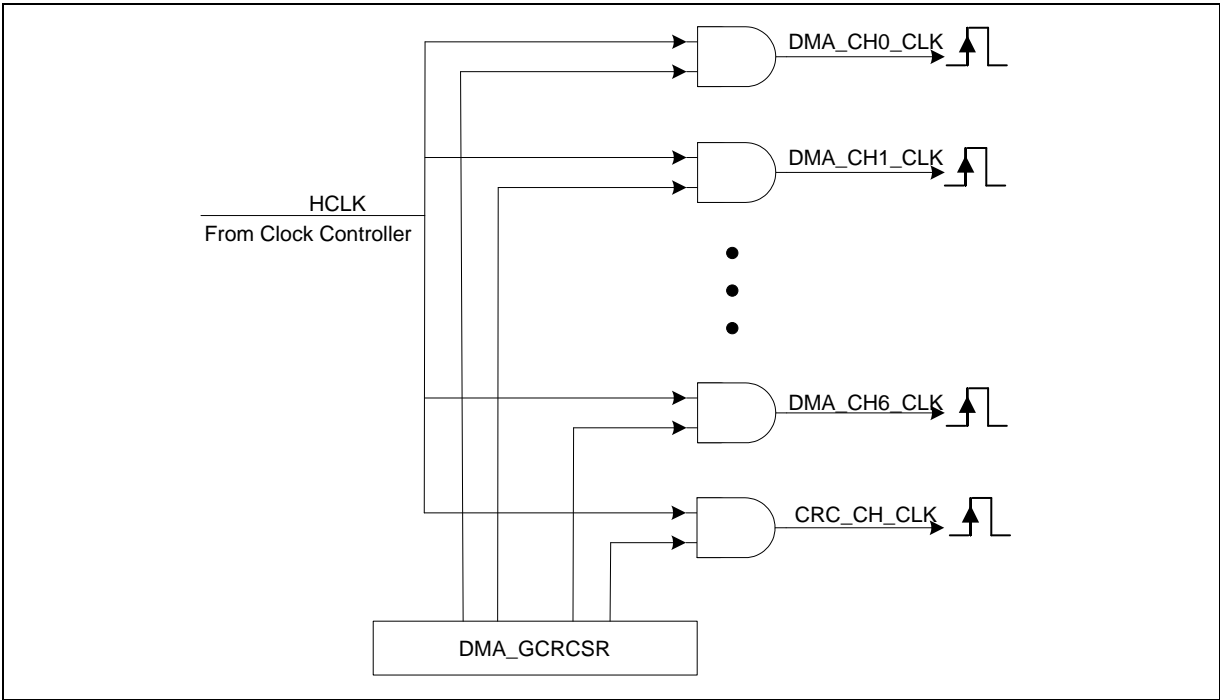 DMA_CH0_CLK
DMA_CH1_CLK
HCLK
From Clock Controller
DMA_CH6_CLK
CRC_CH_CLK
DMA_GCRCSR